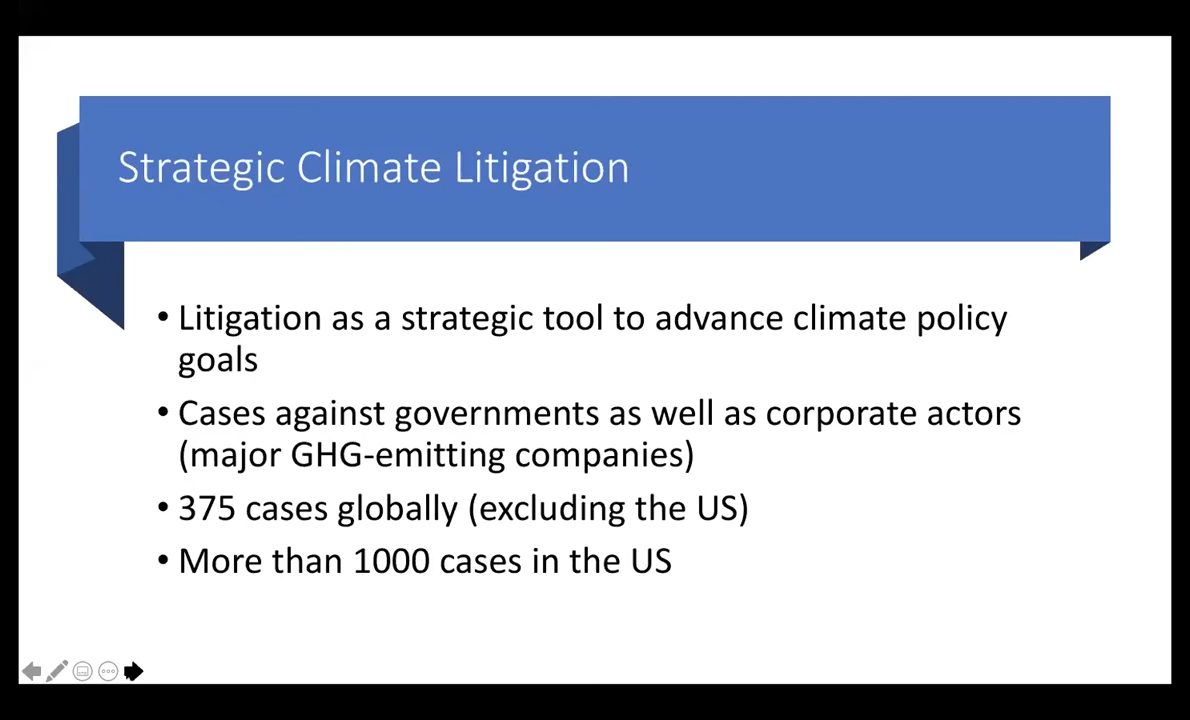 Strategic Climate Litigation
• Litigation as a strategic tool to advance climate policy
goals
• Cases against governments as well as corporate actors
(major GHG-emitting companies)
• 375 cases globally (excluding the US)
• More than 1000 cases in the US